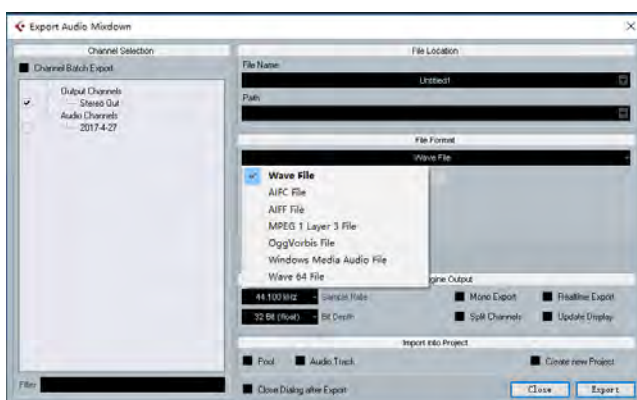 Export Audio Mixdown
Channel Selection
Channel Batch Export
Output Channels
Stereo Out
Audio Channels
2017-4-27
Filter
File Location
File Name
Untitled1
Path
File Format
Wave File
Wave File
AIFC File
AIFF File
MPEG 1 Layer 3 File
OggVorbis File
Windows Media Audio File
Wave 64 File
gine Output
44.100 kHz
Sample Rate
Mono Export
Realtime Export
32 Bit (float)
Bit Depth
Split Channels
Update Display
Import Into Project
Pool
Audio Track
Create new Project
Close Dialog after Export
Close
Export